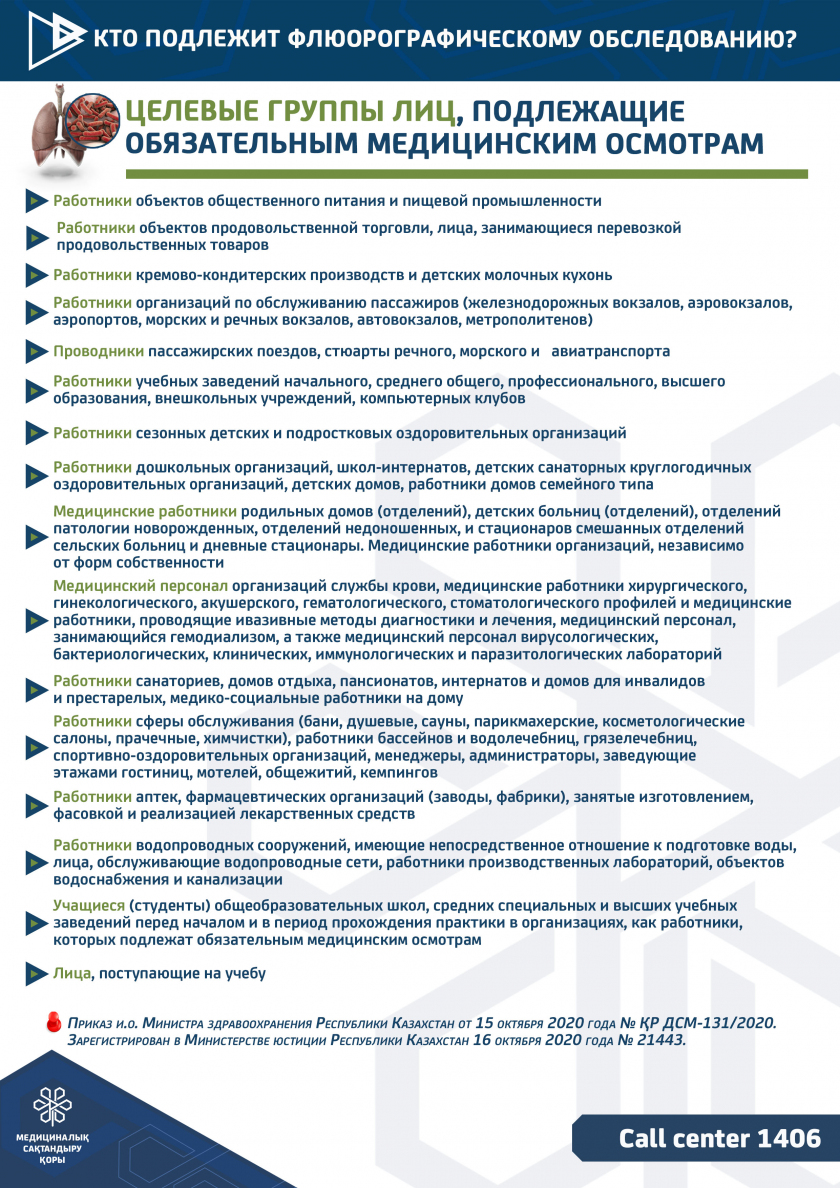 КТО ПОДЛЕЖИТ ФЛЮОРОГРАФИЧЕСКОМУ ОБСЛЕДОВАНИЮ?
ЦЕЛЕВЫЕ ГРУППЫ ЛИЦ, ПОДЛЕЖАЩИЕ
ОБЯЗАТЕЛЬНЫМ МЕДИЦИНСКИМ ОСМОТРАМ
Работники объектов общественного питания и пищевой промышленности
Работники объектов продовольственной торговли, лица, занимающиеся перевозкой
продовольственных товаров
Работники кремово-кондитерских производств и детских молочных кухонь
Работники организаций по обслуживанию пассажиров (железнодорожных вокзалов, аэровокзалов,
аэропортов, морских и речных вокзалов, автовокзалов, метрополитенов)
Проводники пассажирских поездов, стюарты речного, морского и авиатранспорта
Работники учебных заведений начального, среднего общего, профессионального, высшего
образования, внешкольных учреждений, компьютерных клубов
Работники сезонных детских и подростковых оздоровительных организаций
Работники дошкольных организаций, школ-интернатов, детских санаторных круглогодичных
оздоровительных организаций, детских домов, работники домов семейного типа
Медицинские работники родильных домов (отделений), детских больниц (отделений), отделений
патологии новорожденных, отделений недоношенных, и стационаров смешанных отделений
сельских больниц и дневные стационары. Медицинские работники организаций, независимо
от форм собственности
Медицинский персонал организаций службы крови, медицинские работники хирургического,
гинекологического, акушерского, гематологического, стоматологического профилей и медицинские
работники, проводящие ивазивные методы диагностики и лечения, медицинский персонал,
занимающийся гемодиализом, а также медицинский персонал вирусологических,
бактериологических, клинических, иммунологических и паразитологических лабораторий
Работники санаториев, домов отдыха, пансионатов, интернатов и домов для инвалидов
и престарелых, медико-социальные работники на дому
Работники сферы обслуживания (бани, душевые, сауны, парикмахерские, косметологические
салоны, прачечные, химчистки), работники бассейнов и водолечебниц, грязелечебниц,
спортивно-оздоровительных организаций, менеджеры, администраторы, заведующие
этажами гостиниц, мотелей, общежитий, кемпингов
Работники аптек, фармацевтических организаций (заводы, фабрики), занятые изготовлением,
фасовкой и реализацией лекарственных средств
Работники водопроводных сооружений, имеющие непосредственное отношение к подготовке воды,
лица, обслуживающие водопроводные сети, работники производственных лабораторий, объектов
водоснабжения и канализации
Учащиеся (студенты) общеобразовательных школ, средних специальных и высших учебных
заведений перед началом и в период прохождения практики в организациях, как работники,
которых подлежат обязательным медицинским осмотрам
Лица, поступающие на учебу
Приказ и.о. Министра здравоохранения Республики Казахстан от 15 октября 2020 года № ҚР ДСМ-131/2020.
Зарегистрирован в Министерстве юстиции Республики Казахстан 16 октября 2020 года № 21443.
МЕДИЦИНАЛЫҚ
САҚТАНДЫРУ
ҚОРЫ
Call center 1406